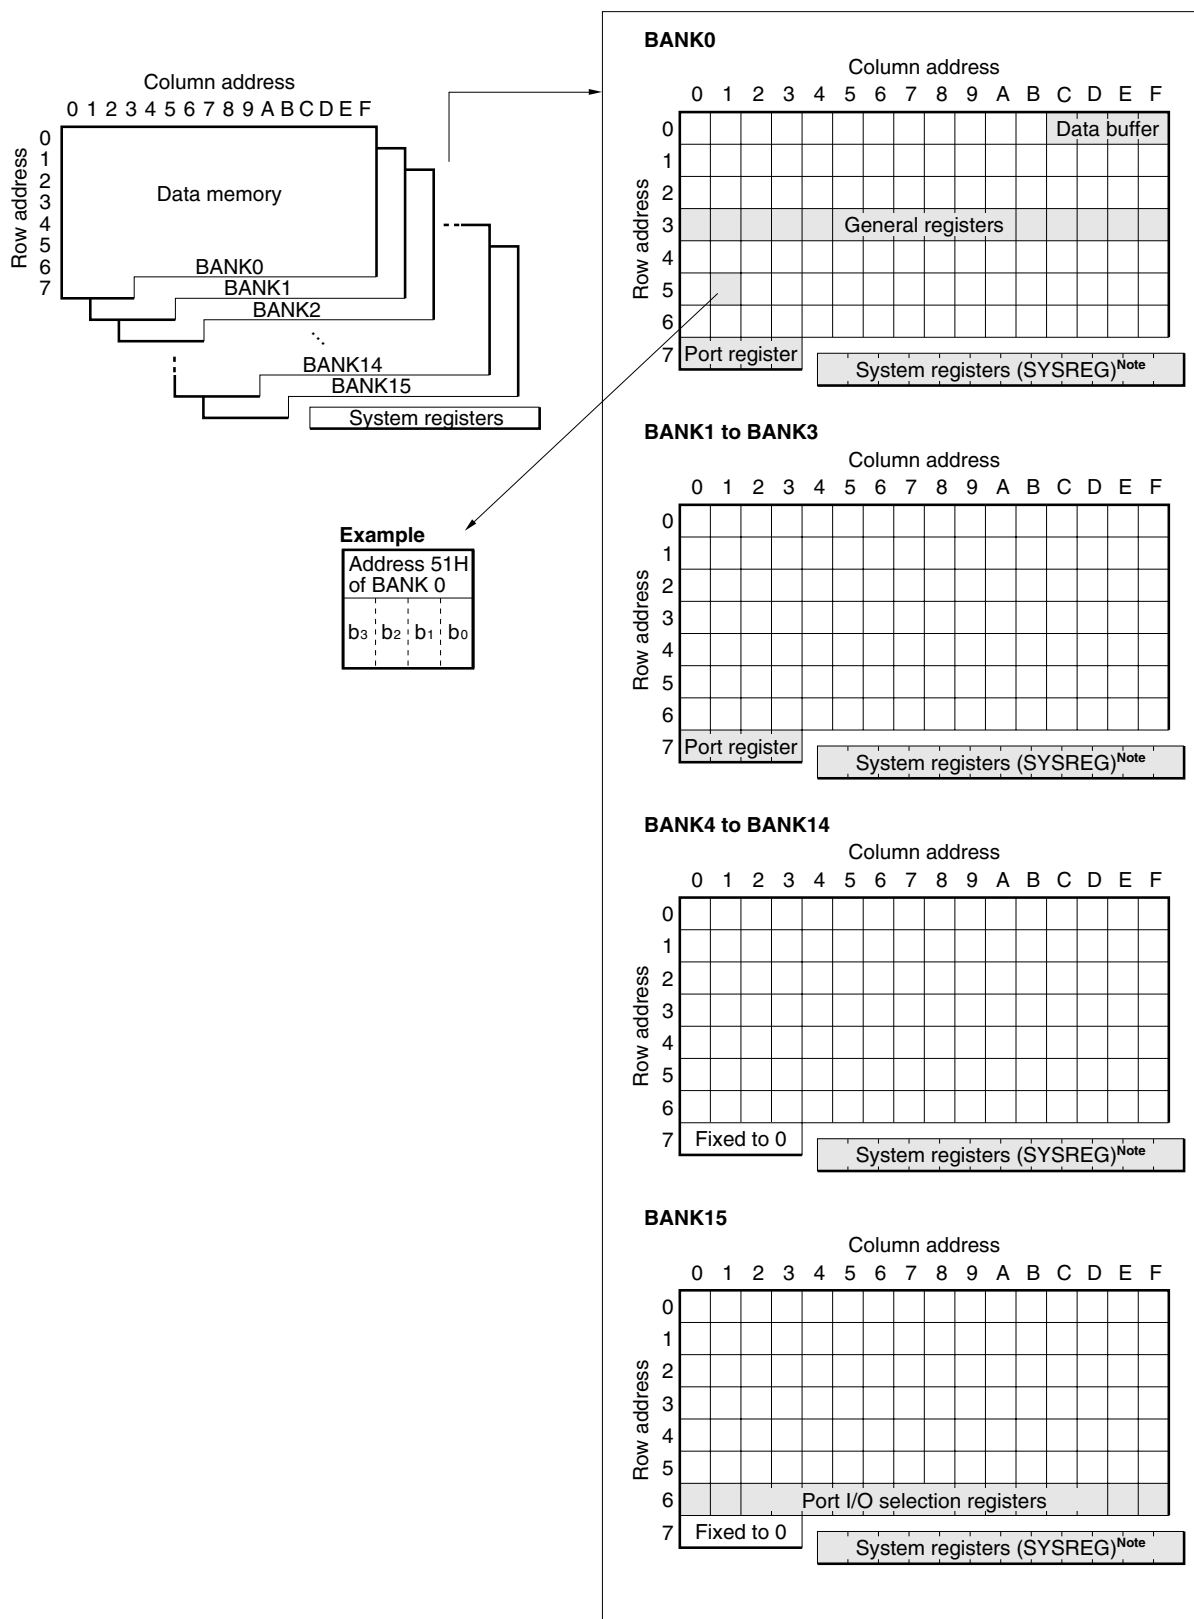 Column address
0 1 2 3 4 5 6 7 8 9 A B C D E F
Row address
0
1
2
3
4
5
6
7
Data memory
BANK0
BANK1
BANK2
BANK14
BANK15
System registers
Example
Address 51H
of BANK 0
b3 b2 b1 b0
BANK0
Column address
0 1 2 3 4 5 6 7 8 9 A B C D E F
Row address
0 Data buffer
1
2
3 General registers
4
5
6
7 Port register System registers (SYSREG)Note
BANK1 to BANK3
Column address
0 1 2 3 4 5 6 7 8 9 A B C D E F
Row address
0
1
2
3
4
5
6
7 Port register System registers (SYSREG)Note
BANK4 to BANK14
Column address
0 1 2 3 4 5 6 7 8 9 A B C D E F
Row address
0
1
2
3
4
5
6
7 Fixed to 0 System registers (SYSREG)Note
BANK15
Column address
0 1 2 3 4 5 6 7 8 9 A B C D E F
Row address
0
1
2
3
4
5
6 Port I/O selection registers
7 Fixed to 0 System registers (SYSREG)Note